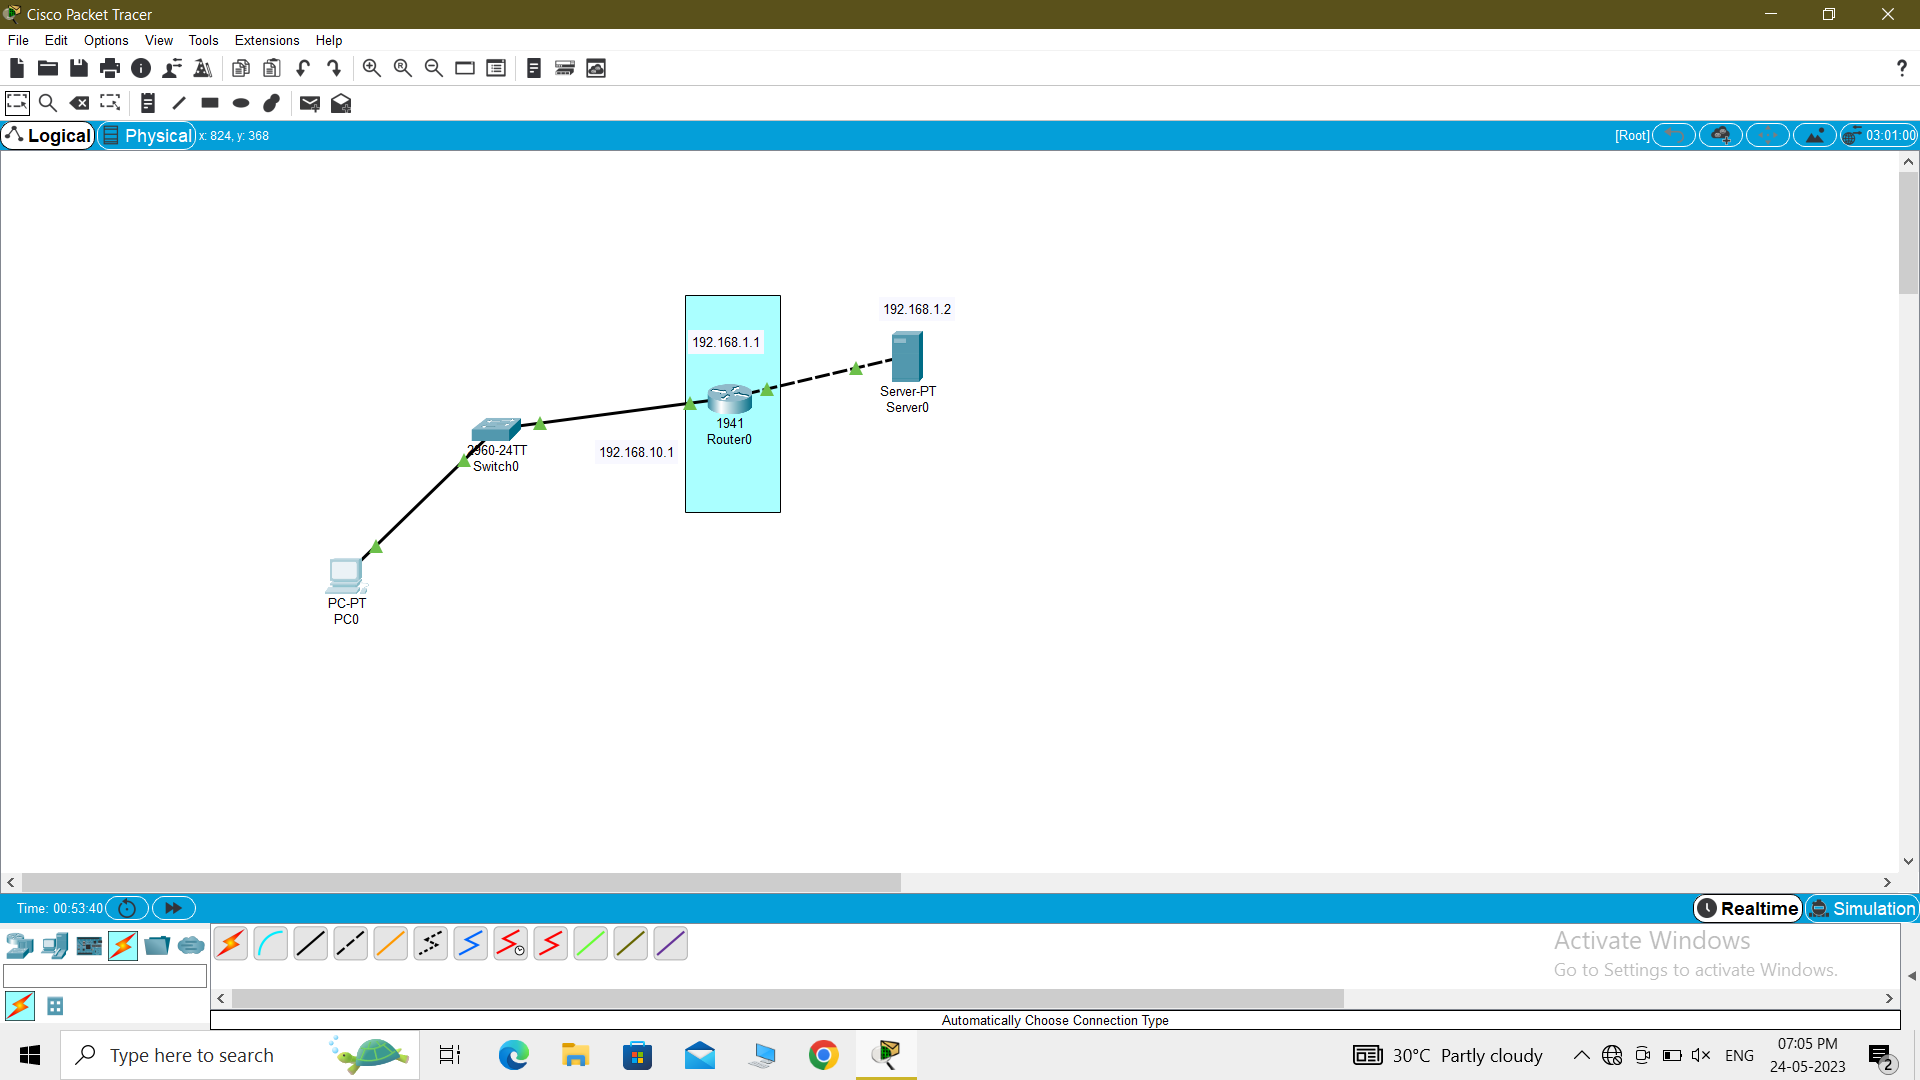 Cisco Packet Tracer
File Edit Options View Tools Extensions Help
?
Logical Physical x: 824, y: 368 [Root] 03:01:00
192.168.1.2
192.168.1.1
Server-PT
Server0
1941
Router0
192.168.10.1
2960-24TT
Switch0
PC-PT
PC0
Time: 00:53:40 Realtime Simulation
Activate Windows
Go to Settings to activate Windows.
Automatically Choose Connection Type
Type here to search 30°C Partly cloudy ENG 07:05 PM
24-05-2023 2